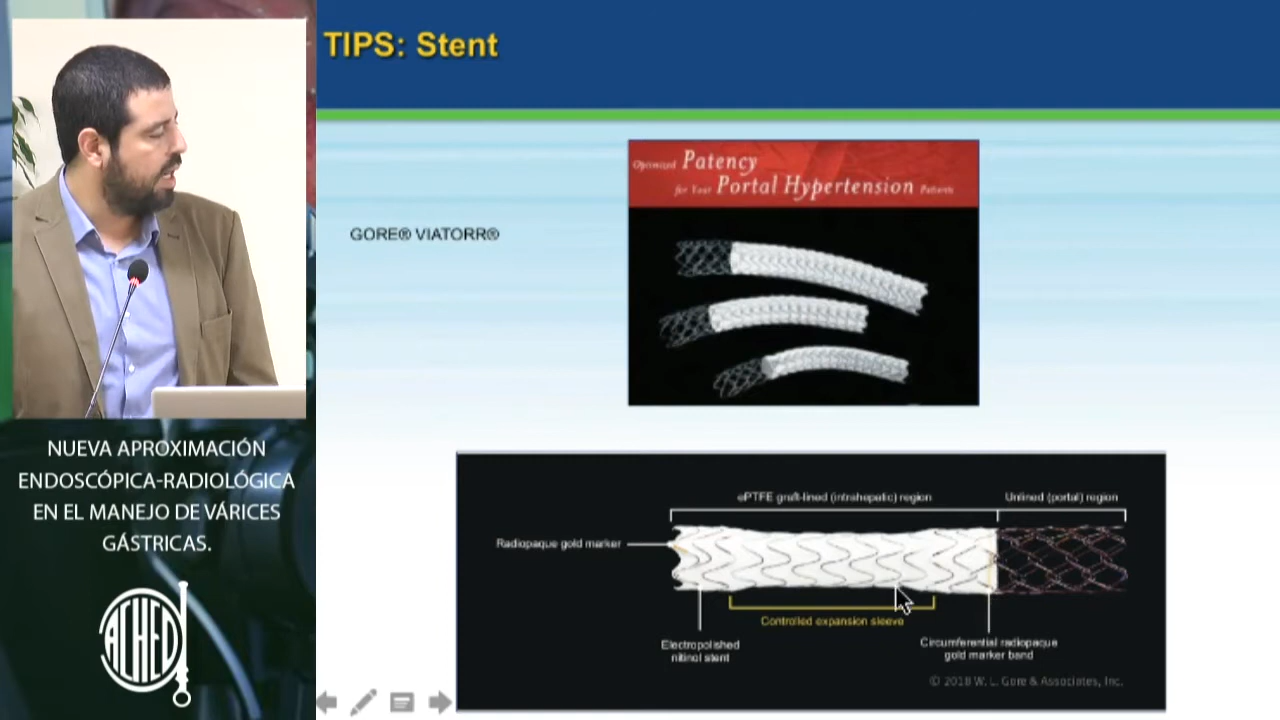 TIPS: Stent
Optimized Patency
for Your Portal Hypertension Patients
GORE® VIATORR®
ePTFE graft-lined (intrahepatic) region
Unlined (portal) region
Radiopaque gold marker
Controlled expansion sleeve
Electropolished
nitinol stent
Circumferential radiopaque
gold marker band
© 2018 W. L. Gore & Associates, Inc.
NUEVA APROXIMACIÓN
ENDOSCÓPICA-RADIOLÓGICA
EN EL MANEJO DE VÁRICES
GÁSTRICAS.
ACHED